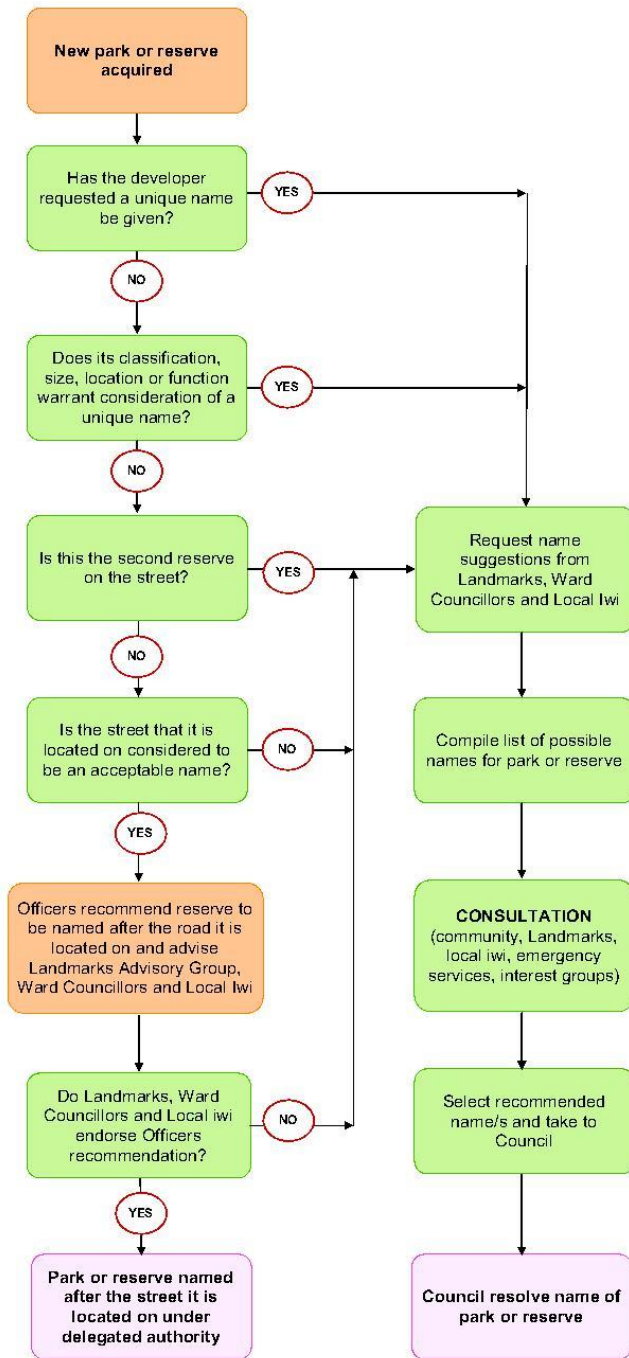 New park or reserve
acquired
Has the developer
requested a unique name
be given?
YES
NO
Does its classification,
size, location or function
warrant consideration of a
unique name?
YES
NO
Is this the second reserve
on the street?
YES
NO
Is the street that it is
located on considered to
be an acceptable name?
NO
YES
Officers recommend reserve to
be named after the road it is
located on and advise
Landmarks Advisory Group,
Ward Councillors and Local Iwi
Do Landmarks, Ward
Councillors and Local iwi
endorse Officers
recommendation?
NO
YES
Park or reserve named
after the street it is
located on under
delegated authority
Request name
suggestions from
Landmarks, Ward
Councillors and Local Iwi
Compile list of possible
names for park or reserve
CONSULTATION
(community, Landmarks,
local iwi, emergency
services, interest groups)
Select recommended
name/s and take to
Council
Council resolve name of
park or reserve